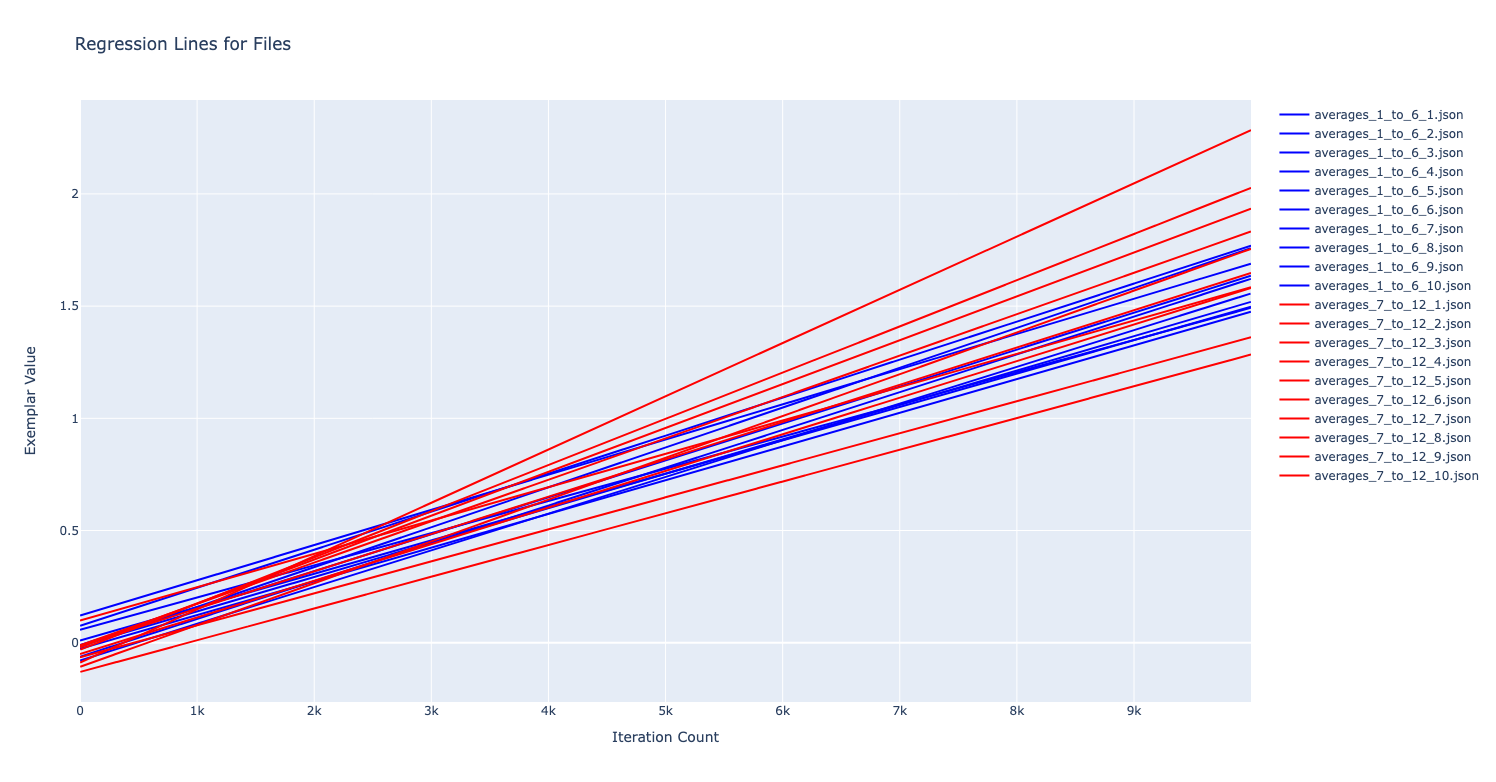 Regression Lines for Files
2
1.5
1
0.5
0
Exemplar Value
0 1k 2k 3k 4k 5k 6k 7k 8k 9k
Iteration Count
averages_1_to_6_1.json
averages_1_to_6_2.json
averages_1_to_6_3.json
averages_1_to_6_4.json
averages_1_to_6_5.json
averages_1_to_6_6.json
averages_1_to_6_7.json
averages_1_to_6_8.json
averages_1_to_6_9.json
averages_1_to_6_10.json
averages_7_to_12_1.json
averages_7_to_12_2.json
averages_7_to_12_3.json
averages_7_to_12_4.json
averages_7_to_12_5.json
averages_7_to_12_6.json
averages_7_to_12_7.json
averages_7_to_12_8.json
averages_7_to_12_9.json
averages_7_to_12_10.json